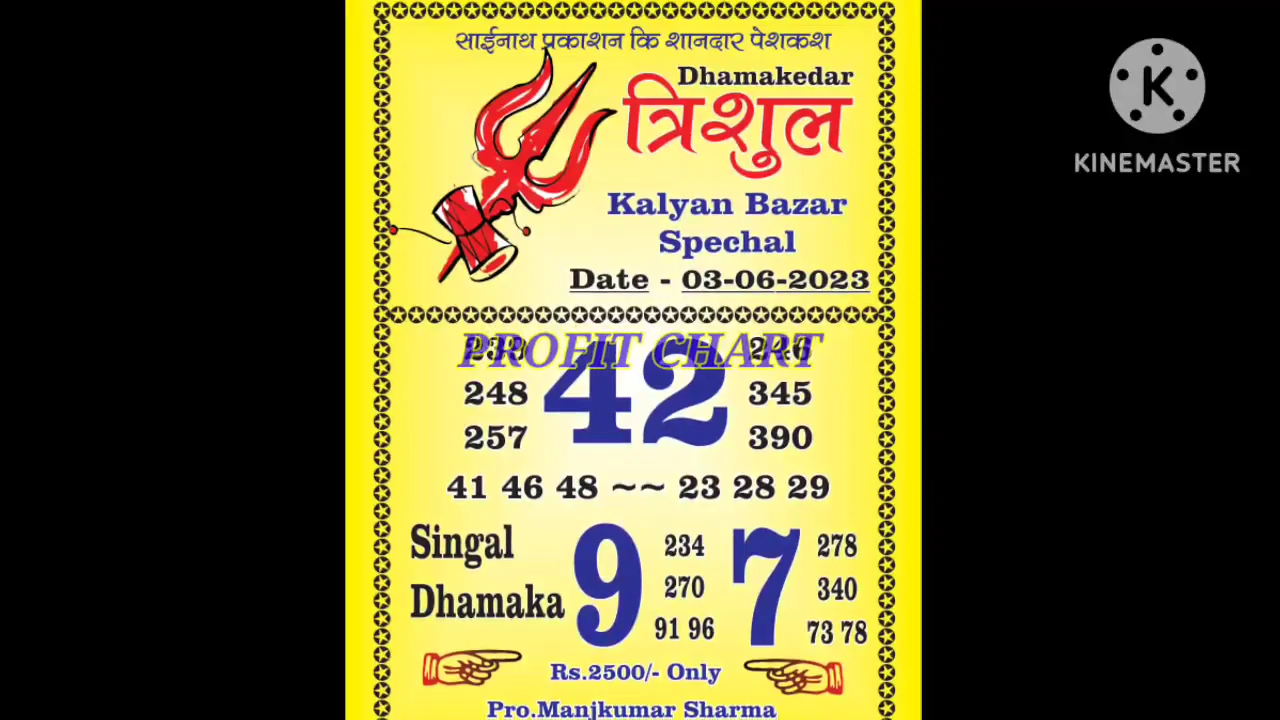 साईनाथ प्रकाशन कि शानदार पेशकश
Dhamakedar
त्रिशुल
Kalyan Bazar
Spechal
Date - 03-06-2023
PROFIT CHART
42
246
248
345
257
390
41 46 48 ~~ 23 28 29
Singal
Dhamaka
9
234
270
91 96
7
278
340
73 78
Rs.2500/- Only
Pro.Manjkumar Sharma
K
KINEMASTER